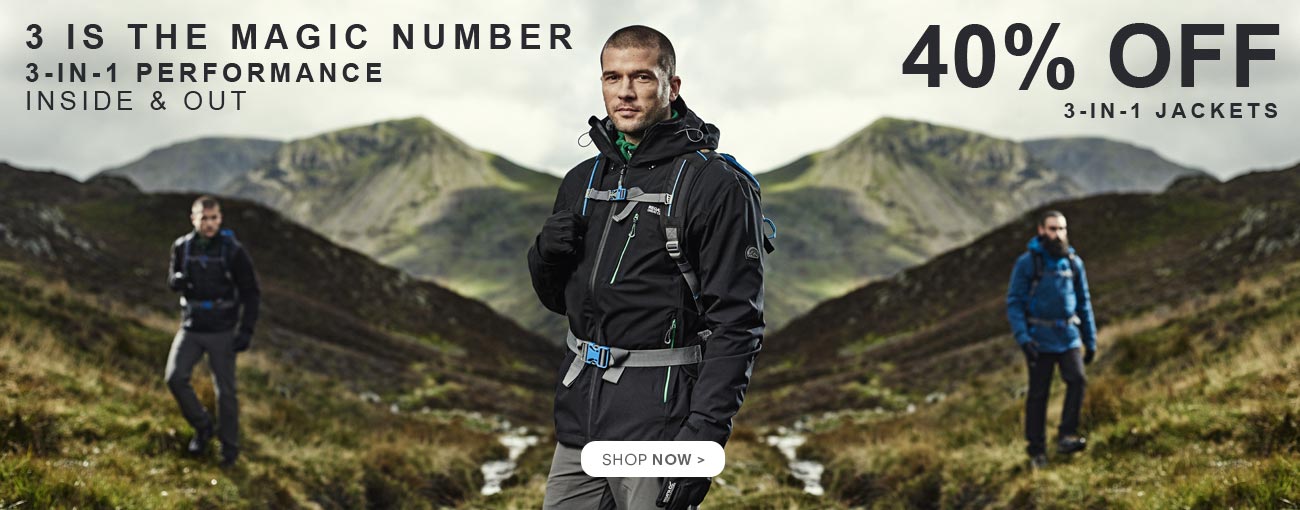 3 IS THE MAGIC NUMBER
3-IN-1 PERFORMANCE
INSIDE & OUT
40% OFF
3-IN-1 JACKETS
SHOP NOW >